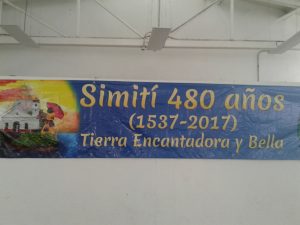 Simití 480 años
(1537-2017)
Tierra Encantadora y Bella